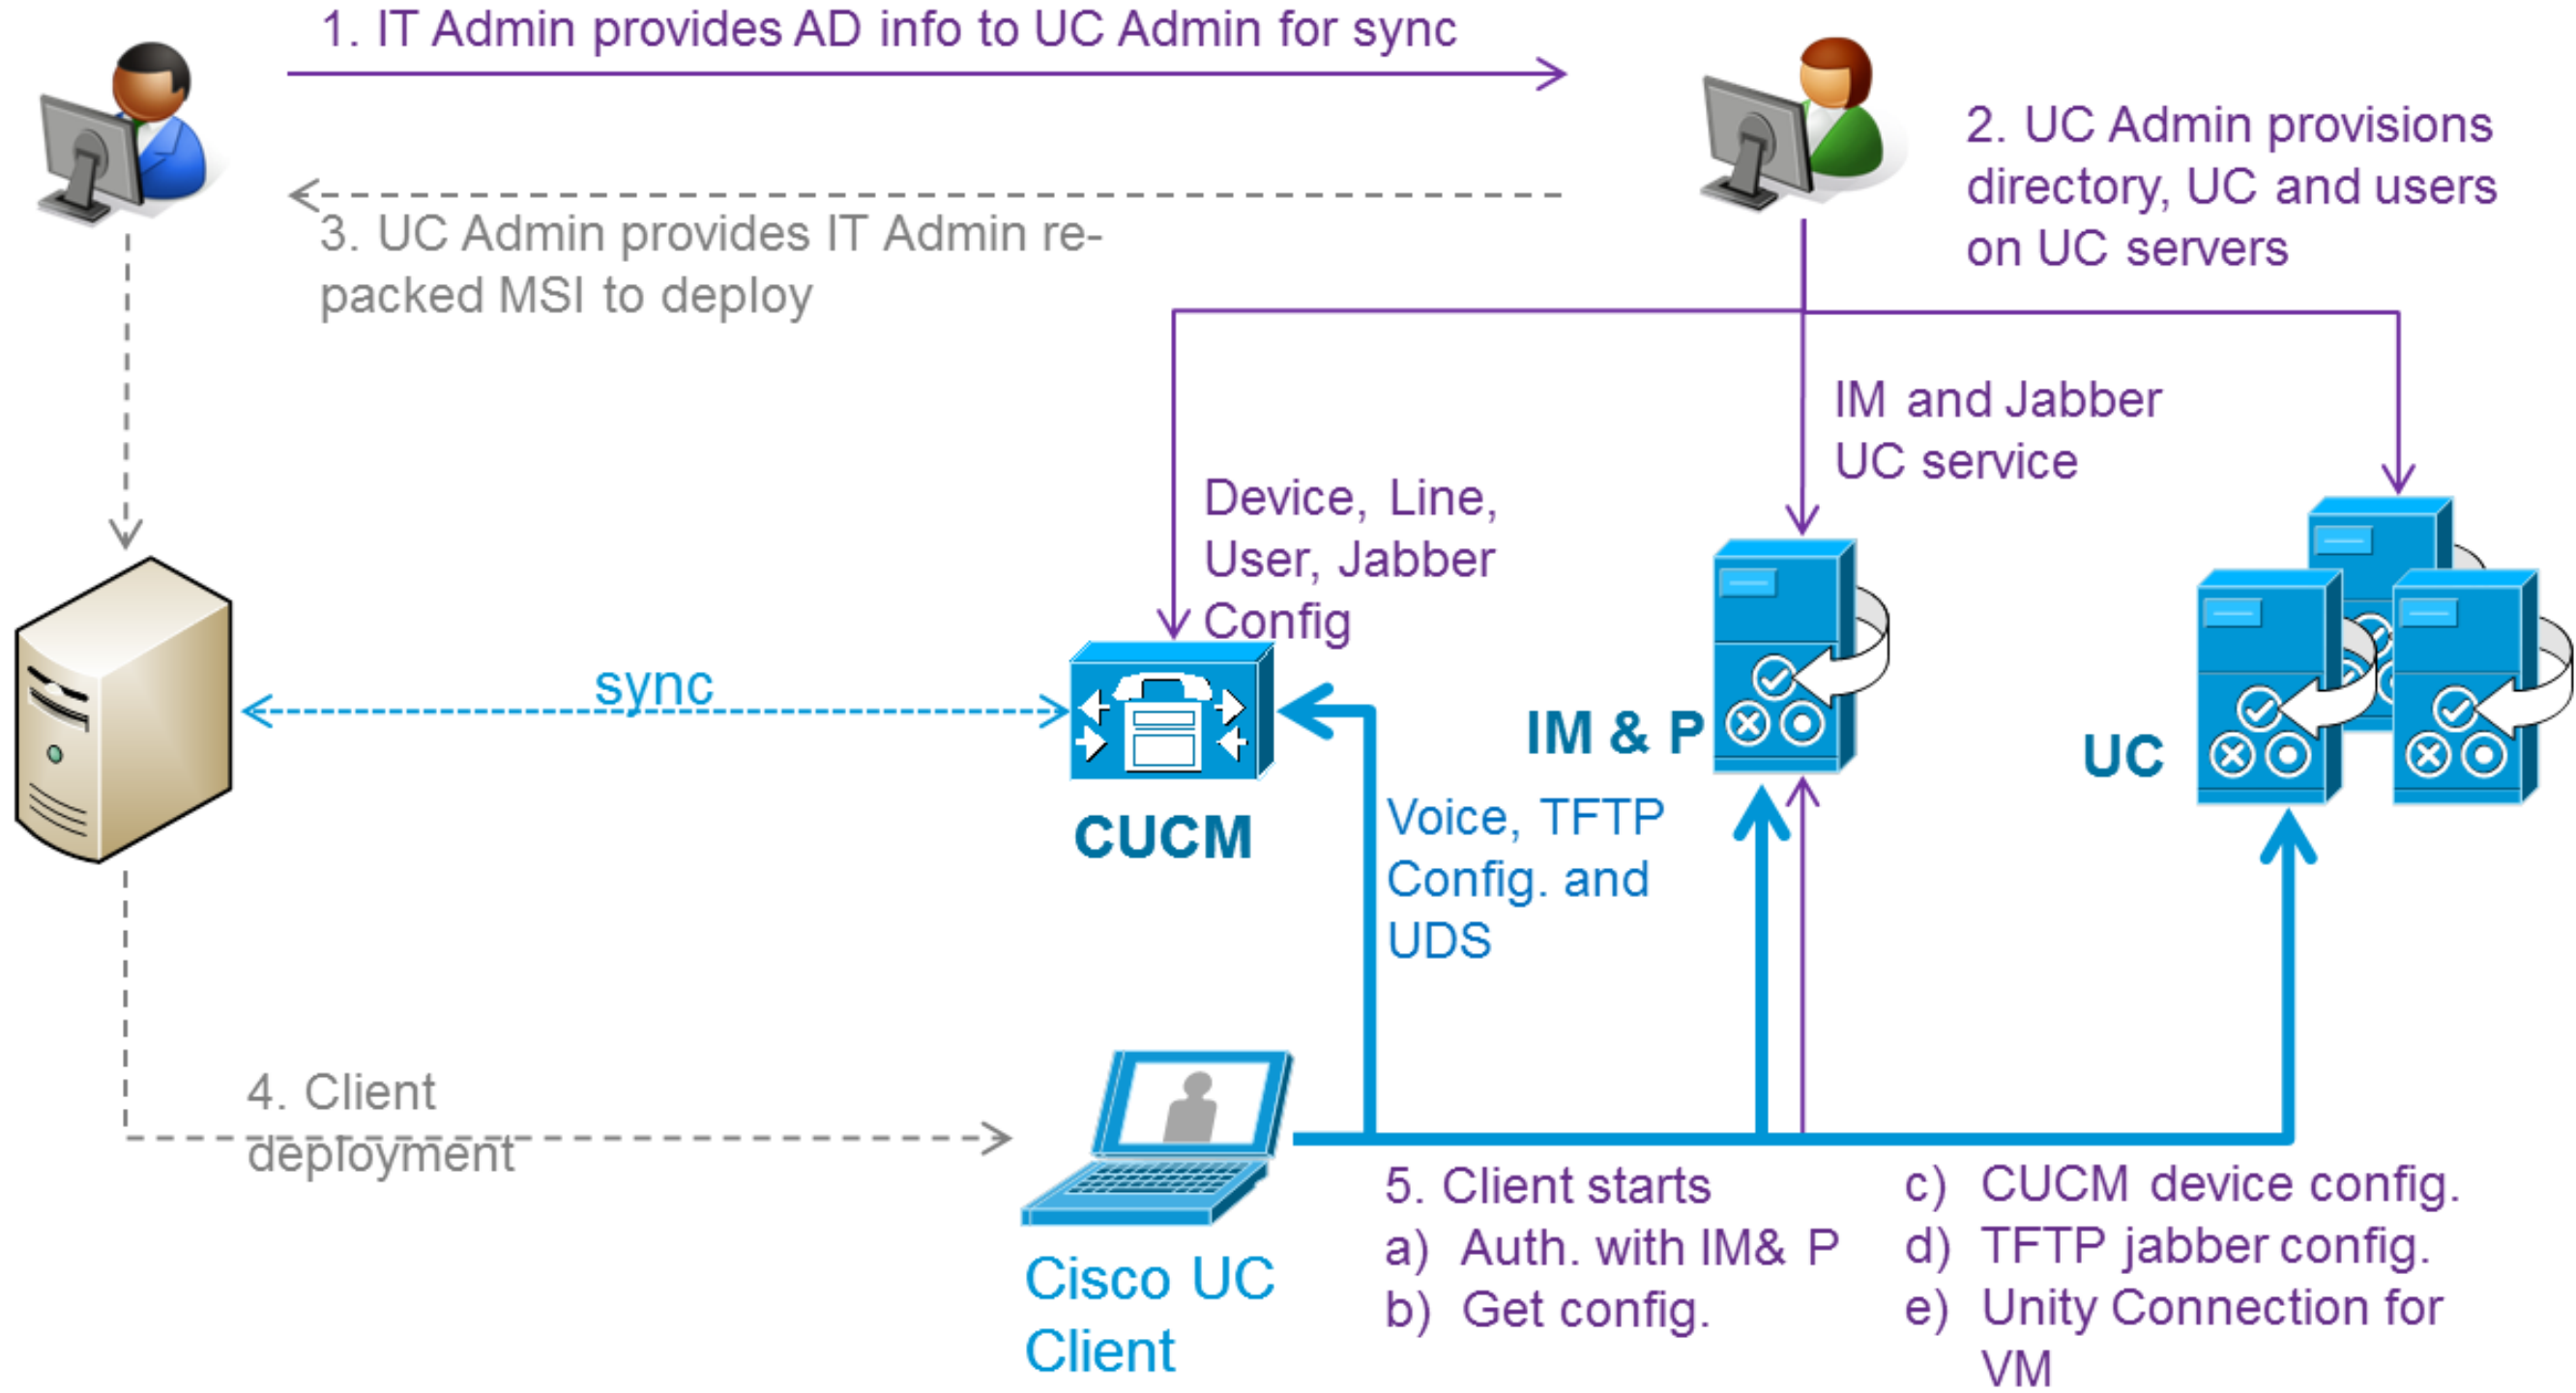 1. IT Admin provides AD info to UC Admin for sync
2. UC Admin provisions
directory, UC and users
on UC servers
3. UC Admin provides IT Admin re-
packed MSI to deploy
IM and Jabber
UC service
Device, Line,
User, Jabber
Config
sync
IM & P
UC
CUCM
Voice, TFTP
Config. and
UDS
4. Client
deployment
Cisco UC
Client
5. Client starts
a) Auth. with IM& P
b) Get config.
c) CUCM device config.
d) TFTP jabber config.
e) Unity Connection for
VM